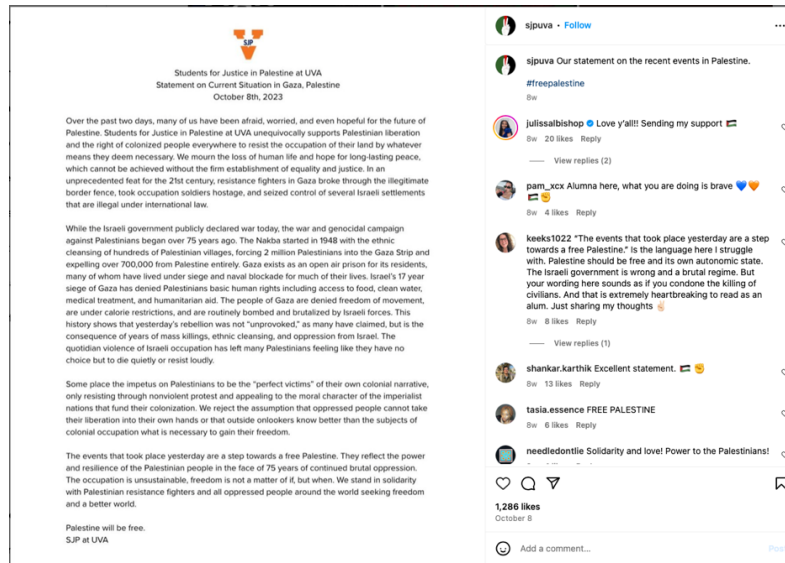 SJP
Students for Justice in Palestine at UVA
Statement on Current Situation in Gaza, Palestine
October 8th, 2023
Over the past two days, many of us have been afraid, worried, and even hopeful for the future of
Palestine. Students for Justice in Palestine at UVA unequivocally supports Palestinian liberation
and the right of colonized people everywhere to resist the occupation of their land by whatever
means they deem necessary. We mourn the loss of human life and hope for long-lasting peace,
which cannot be achieved without the firm establishment of equality and justice. In an
unprecedented feat for the 21st century, resistance fighters in Gaza broke through the illegitimate
border fence, took occupation soldiers hostage, and seized control of several Israeli settlements
that are illegal under international law.
While the Israeli government publicly declared war today, the war and genocidal campaign
against Palestinians began over 75 years ago. The Nakba started in 1948 with the ethnic
cleansing of hundreds of Palestinian villages, forcing 2 million Palestinians into the Gaza Strip and
expelling over 700,000 from Palestine entirely. Gaza exists as an open air prison for its residents,
many of whom have lived under siege and naval blockade for much of their lives. Israel's 17 year
siege of Gaza has denied Palestinians basic human rights including access to food, clean water,
medical treatment, and humanitarian aid. The people of Gaza are denied freedom of movement,
are under calorie restrictions, and are routinely bombed and brutalized by Israeli forces. This
history shows that yesterday's rebellion was not "unprovoked," as many have claimed, but is the
consequence of years of mass killings, ethnic cleansing, and oppression from Israel. The
quotidian violence of Israeli occupation has left many Palestinians feeling like they have no
choice but to die quietly or resist loudly.
Some place the impetus on Palestinians to be the "perfect victims" of their own colonial narrative,
only resisting through nonviolent protest and appealing to the moral character of the imperialist
nations that fund their colonization. We reject the assumption that oppressed people cannot take
their liberation into their own hands or that outside onlookers know better than the subjects of
colonial occupation what is necessary to gain their freedom.
The events that took place yesterday are a step towards a free Palestine. They reflect the power
and resilience of the Palestinian people in the face of 75 years of continued brutal oppression.
The occupation is unsustainable, freedom is not a matter of if, but when. We stand in solidarity
with Palestinian resistance fighters and all oppressed people around the world seeking freedom
and a better world.
Palestine will be free.
SJP at UVA
sjpuva • Follow
sjpuva Our statement on the recent events in Palestine.
#freepalestine
8w
julissalbishop Love y'all!! Sending my support 🇵🇸
8w 20 likes Reply
View replies (2)
pam_xcx Alumna here, what you are doing is brave 💙🧡
🇵🇸✊
8w 4 likes Reply
keeks1022 "The events that took place yesterday are a step
towards a free Palestine." Is the language here I struggle
with. Palestine should be free and its own autonomic state.
The Israeli government is wrong and a brutal regime. But
your wording here sounds as if you condone the killing of
civilians. And that is extremely heartbreaking to read as an
alum. Just sharing my thoughts ✌🏻
8w 8 likes Reply
View replies (1)
shankar.karthik Excellent statement. 🇵🇸 ✊
8w 13 likes Reply
tasia.essence FREE PALESTINE
8w 6 likes Reply
needledontlie Solidarity and love! Power to the Palestinians!
1,286 likes
October 8
Add a comment...
Post